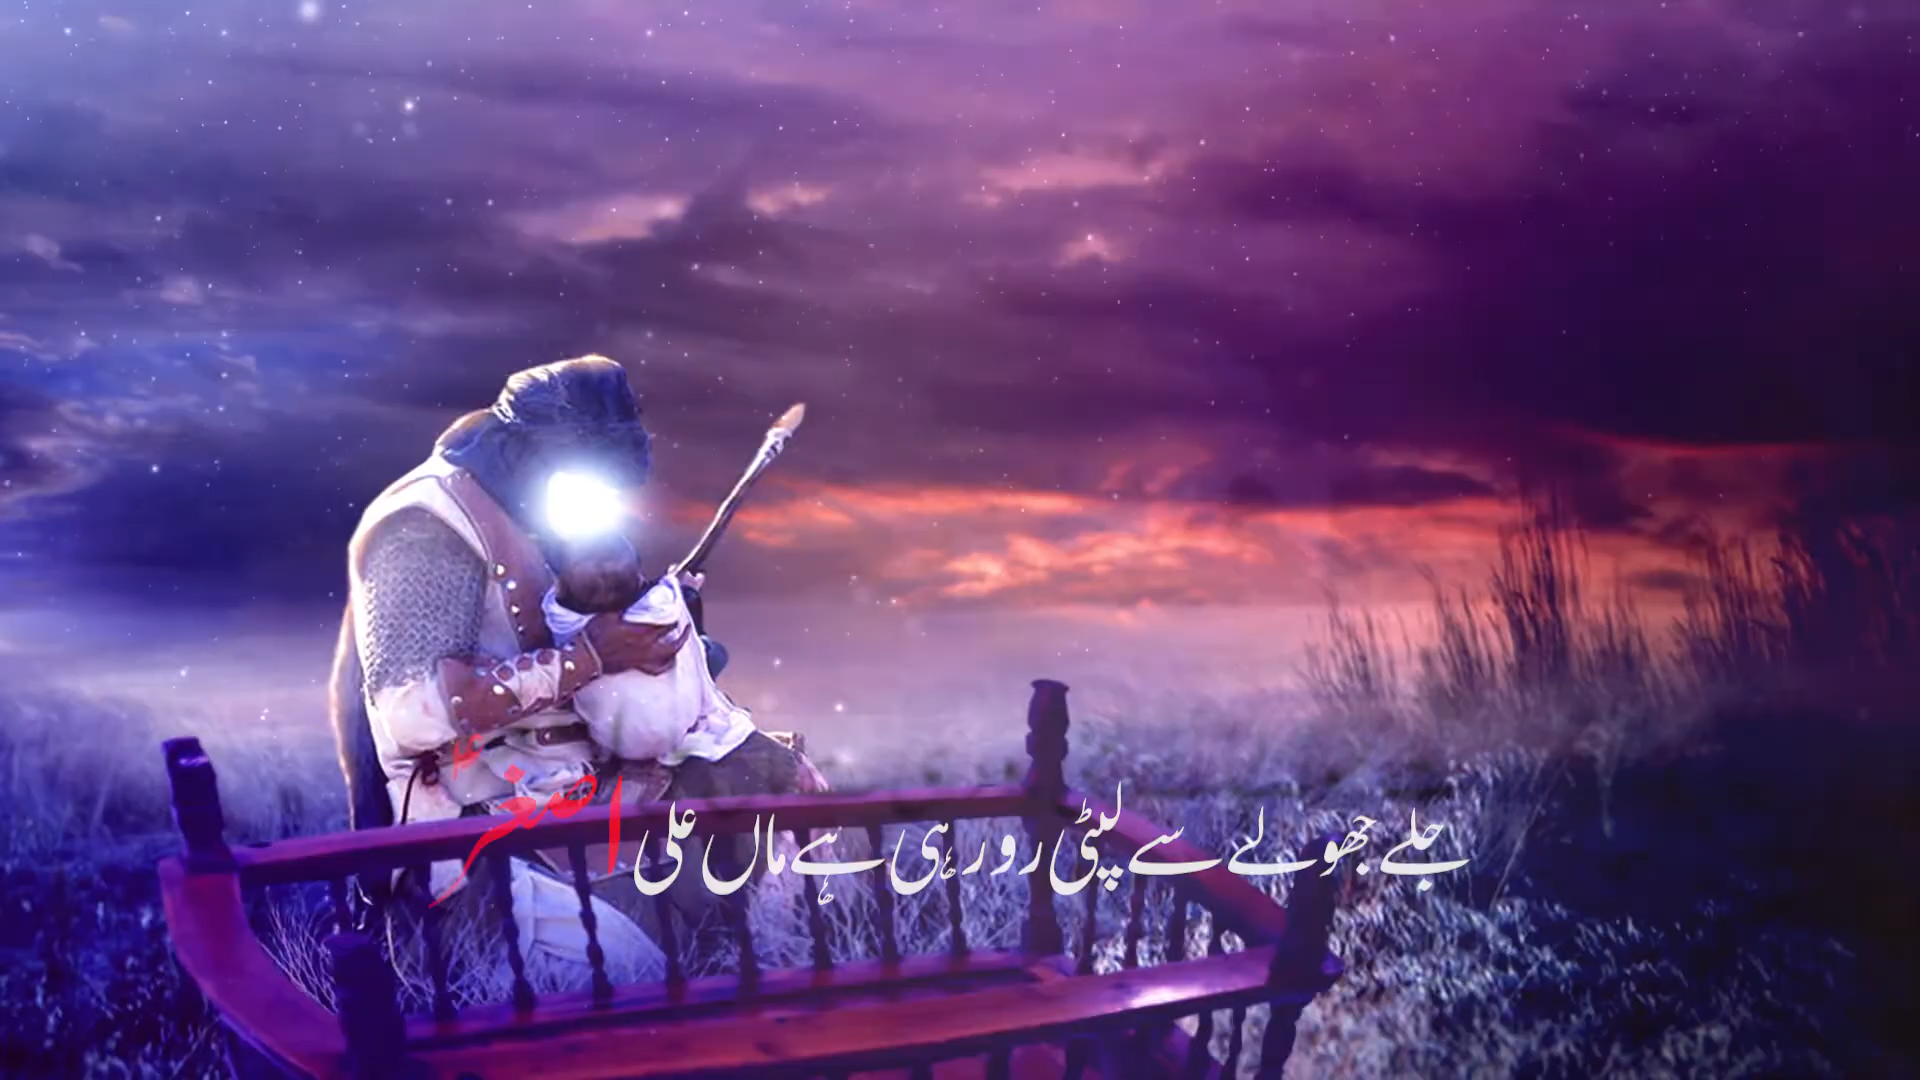 جلے جھولے سے لپٹی رو رہی ہے ماں علی اصغرؑ